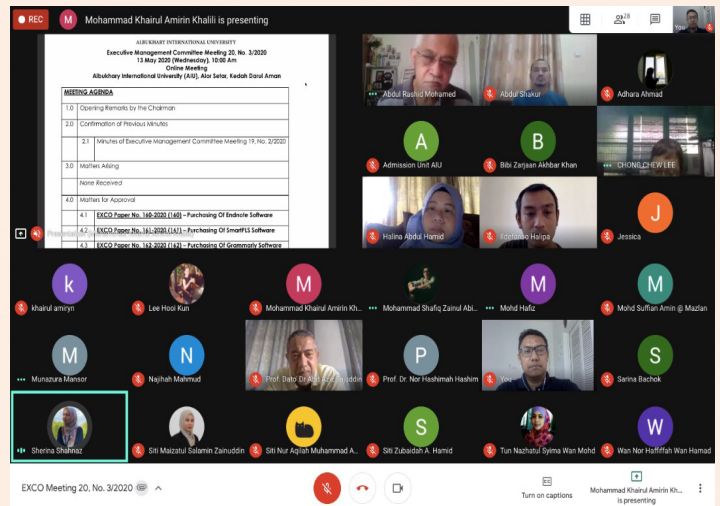 REC
M
Mohammad Khairul Amirin Khalili is presenting
28
You
ALBUKHARY INTERNATIONAL UNIVERSITY
Executive Management Committee Meeting 20, No. 3/2020
13 May 2020 (Wednesday), 10:00 Am
Online Meeting
Albukhary International University (AIU), Alor Setar, Kedah Darul Aman
MEETING AGENDA
1.0 Opening Remarks by the Chairman
2.0 Confirmation of Previous Minutes
2.1 Minutes of Executive Management Committee Meeting 19, No. 2/2020
3.0 Matters Arising
None Received
4.0 Matters for Approval
4.1 EXCO Paper No. 160-2020 (160) – Purchasing Of Endnote Software
4.2 EXCO Paper No. 161-2020 (161) – Purchasing Of SmartPLS Software
4.3 EXCO Paper No. 162-2020 (162) – Purchasing Of Grammarly Software
Abdul Rashid Mohamed
Abdul Shakur
Adhara Ahmad
A
B
Admission Unit AIU
Bibi Zarjaan Akhbar Khan
CHONG CHEW LEE
J
Halina Abdul Hamid
Ildefonso Halipa
Jessica
k
M
M
M
khairul amiryn
Lee Hooi Kun
Mohammad Khairul Amirin Kh...
Mohammad Shafiq Zainul Abi...
Mohd Hafiz
Mohd Suffian Amin @ Mazlan
M
N
P
S
Munazura Mansor
Najihah Mahmud
Prof. Dato' Dr Abd Aziz
Prof. Dr. Nor Hashimah Hashim
You
Sarina Bachok
S
W
Sherina Shahnaz
Siti Maizatul Salamin Zainuddin
Siti Nur Aqilah Muhammad A...
Siti Zubaidah A. Hamid
Tun Nazhatul Syima Wan Mohd
Wan Nor Haffiffah Wan Hamad
EXCO Meeting 20, No. 3/2020
Turn on captions
Mohammad Khairul Amirin Kh...
is presenting